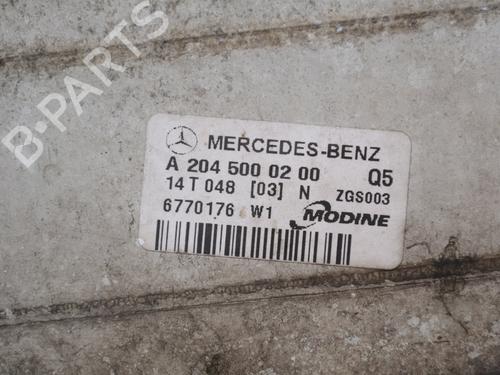 MERCEDES-BENZ
A 204 500 02 00 Q5
14 T 048 [03] N ZGS003
6770176 W1 MODINE
B-PARTS